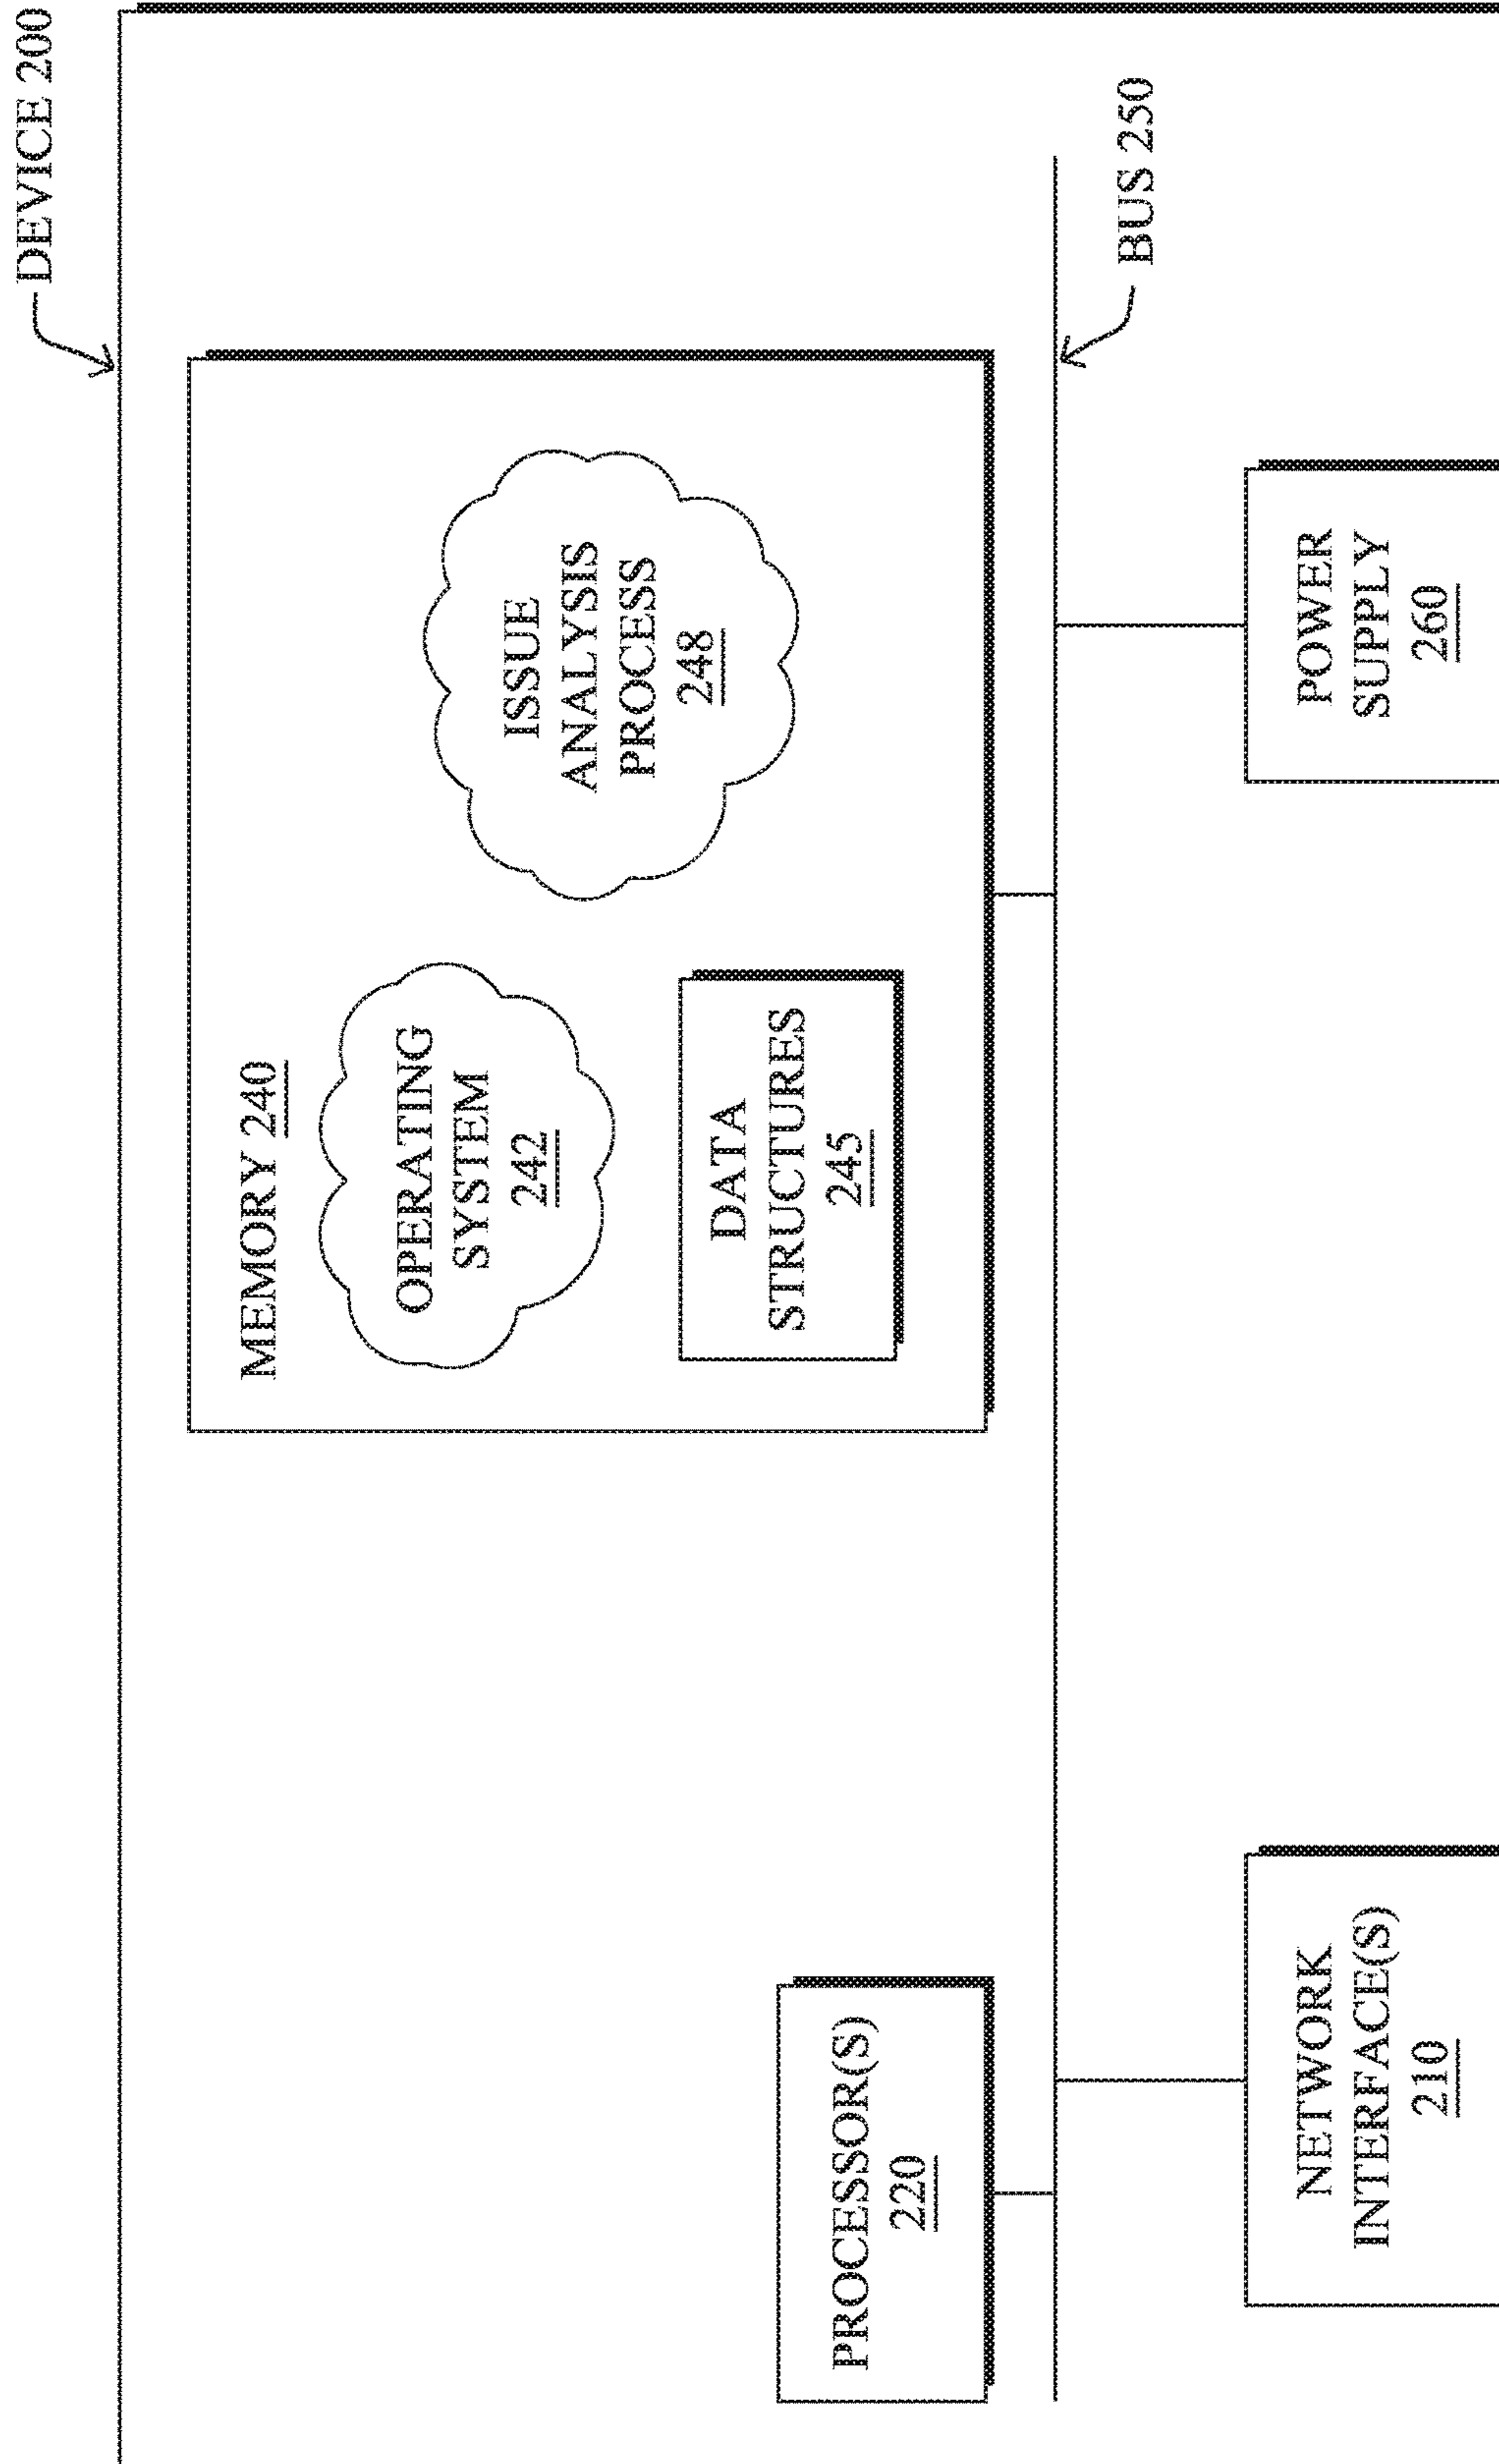 DEVICE 200
MEMORY 240
OPERATING
SYSTEM
242
ISSUE
ANALYSIS
PROCESS
248
DATA
STRUCTURES
245
PROCESSOR(S)
220
BUS 250
NETWORK
INTERFACE(S)
210
POWER
SUPPLY
260